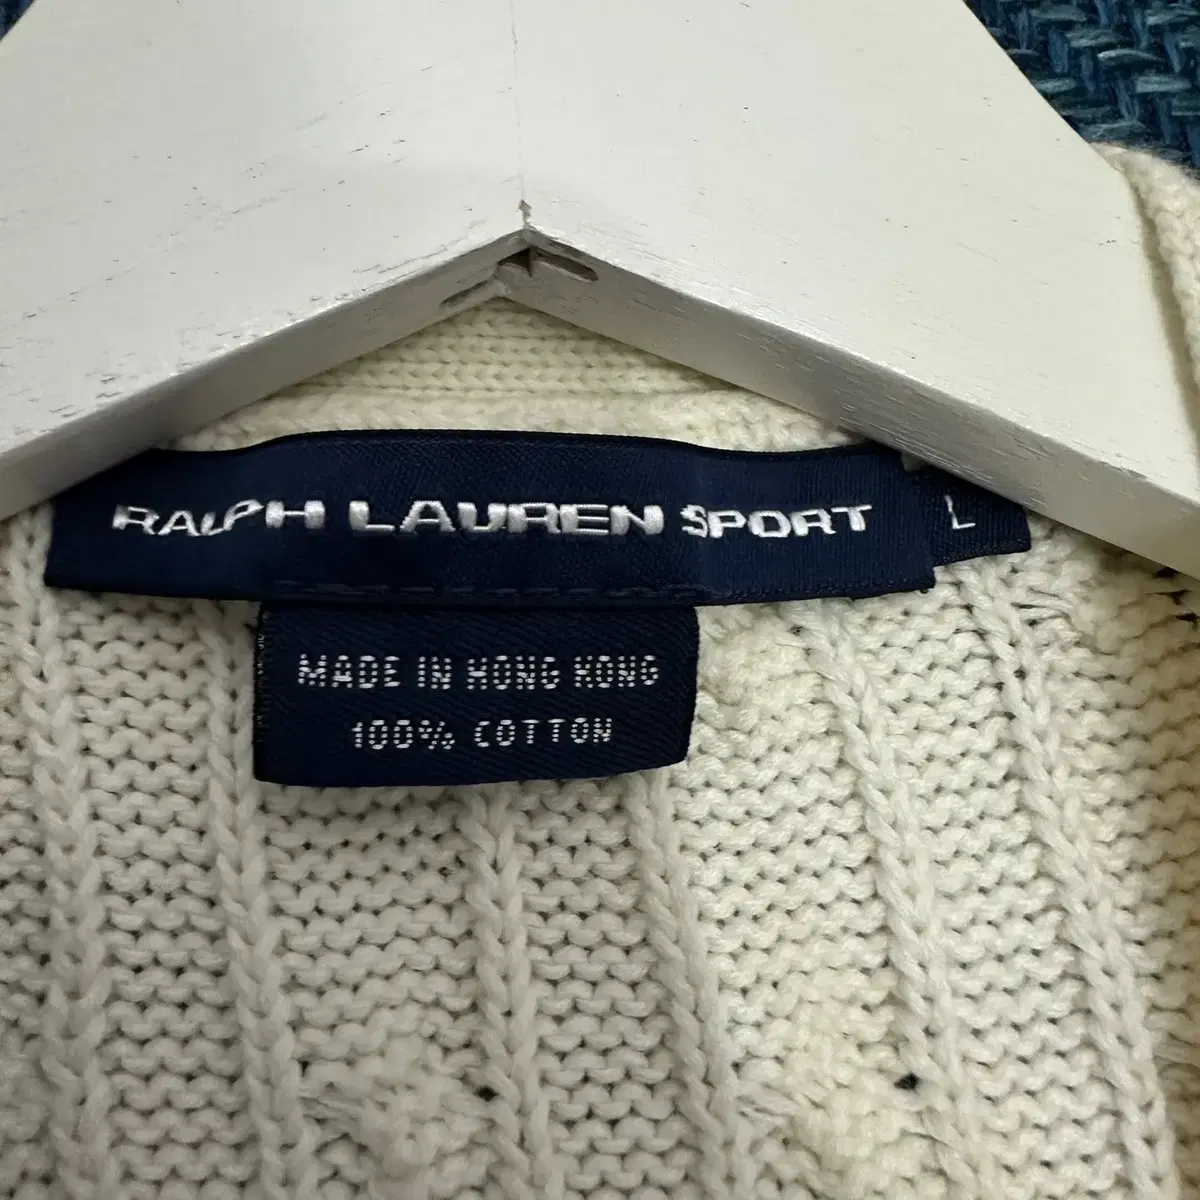 RALPH LAUREN SPORT
L
MADE IN HONG KONG
100% COTTON